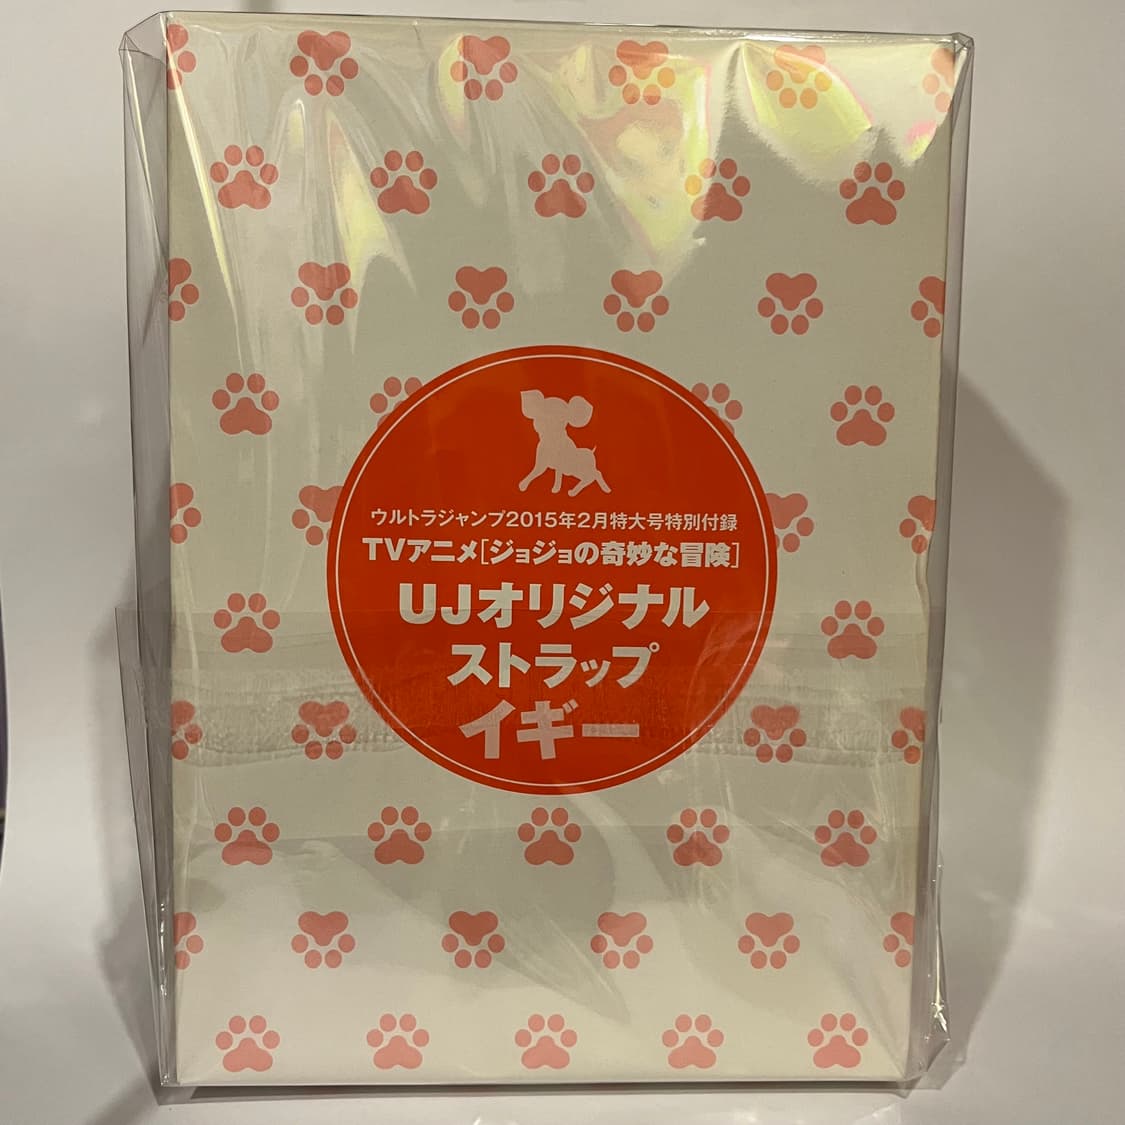 ウルトラジャンプ2015年2月特大号特別付録
TVアニメ[ジョジョの奇妙な冒険]
UJオリジナル
ストラップ
イギー